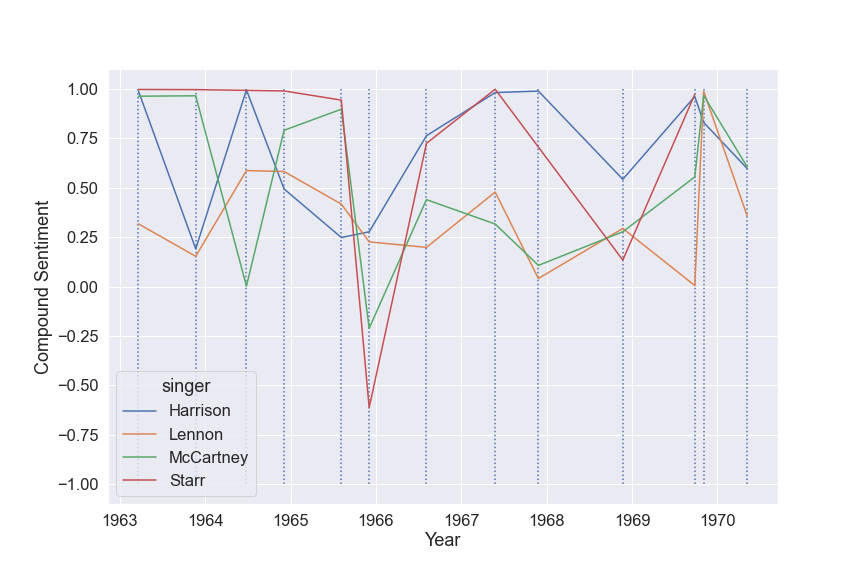 1.00
0.75
0.50
0.25
0.00
−0.25
−0.50
−0.75
−1.00
Compound Sentiment
singer
Harrison
Lennon
McCartney
Starr
1963 1964 1965 1966 1967 1968 1969 1970
Year